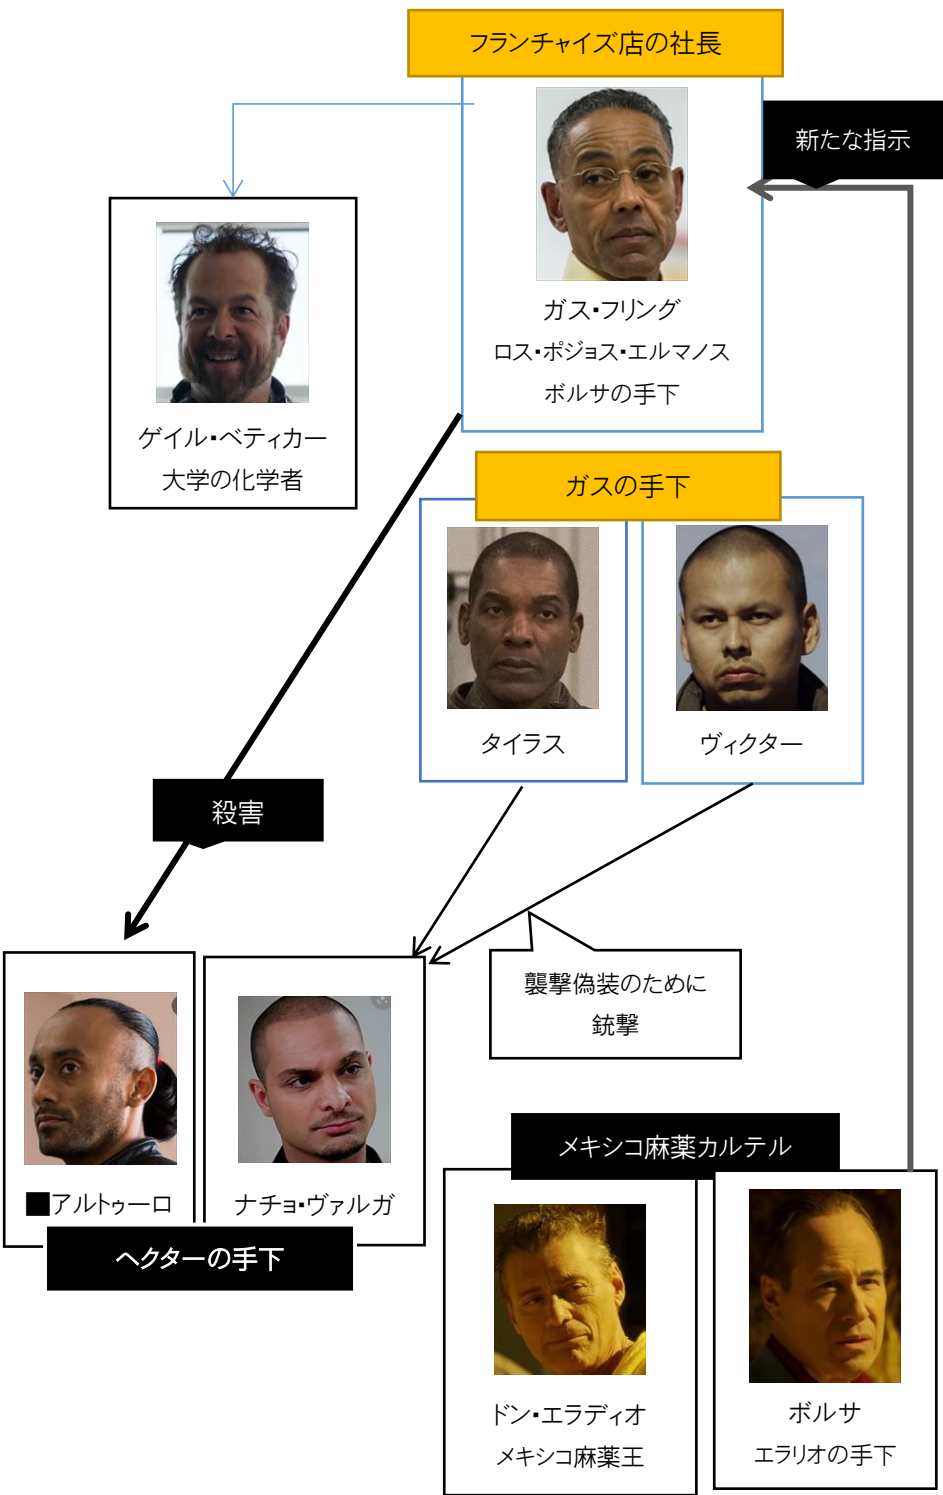 フランチャイズ店の社長
新たな指示
ガス・フリング
ロス・ポジョス・エルマノス
ボルサの手下
ゲイル・ベティカー
大学の化学者
ガスの手下
タイラス
ヴィクター
殺害
襲撃偽装のために
銃撃
■アルトゥーロ
ナチョ・ヴァルガ
ヘクターの手下
メキシコ麻薬カルテル
ドン・エラディオ
メキシコ麻薬王
ボルサ
エラリオの手下